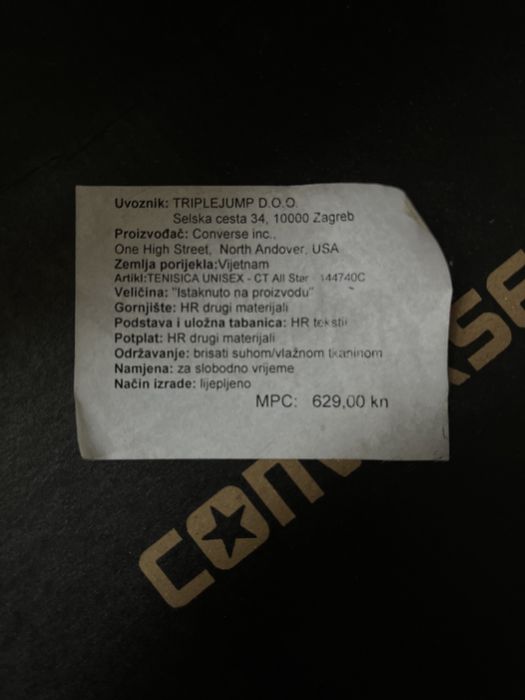 Uvoznik: TRIPLEJUMP D.O.O.
Selska cesta 34, 10000 Zagreb
Proizvođač: Converse inc..
One High Street, North Andover, USA
Zemlja porijekla:Vijetnam
Artikl:TENISICA UNISEX - CT All Star 144740C
Veličina: "Istaknuto na proizvodu"
Gornjište: HR drugi materijali
Podstava i uložna tabanica: HR tekstil
Potplat: HR drugi materijali
Održavanje: brisati suhom/vlažnom tkaninom
Namjena: za slobodno vrijeme
Način izrade: lijepljeno
MPC: 629,00 kn
CONVERSE